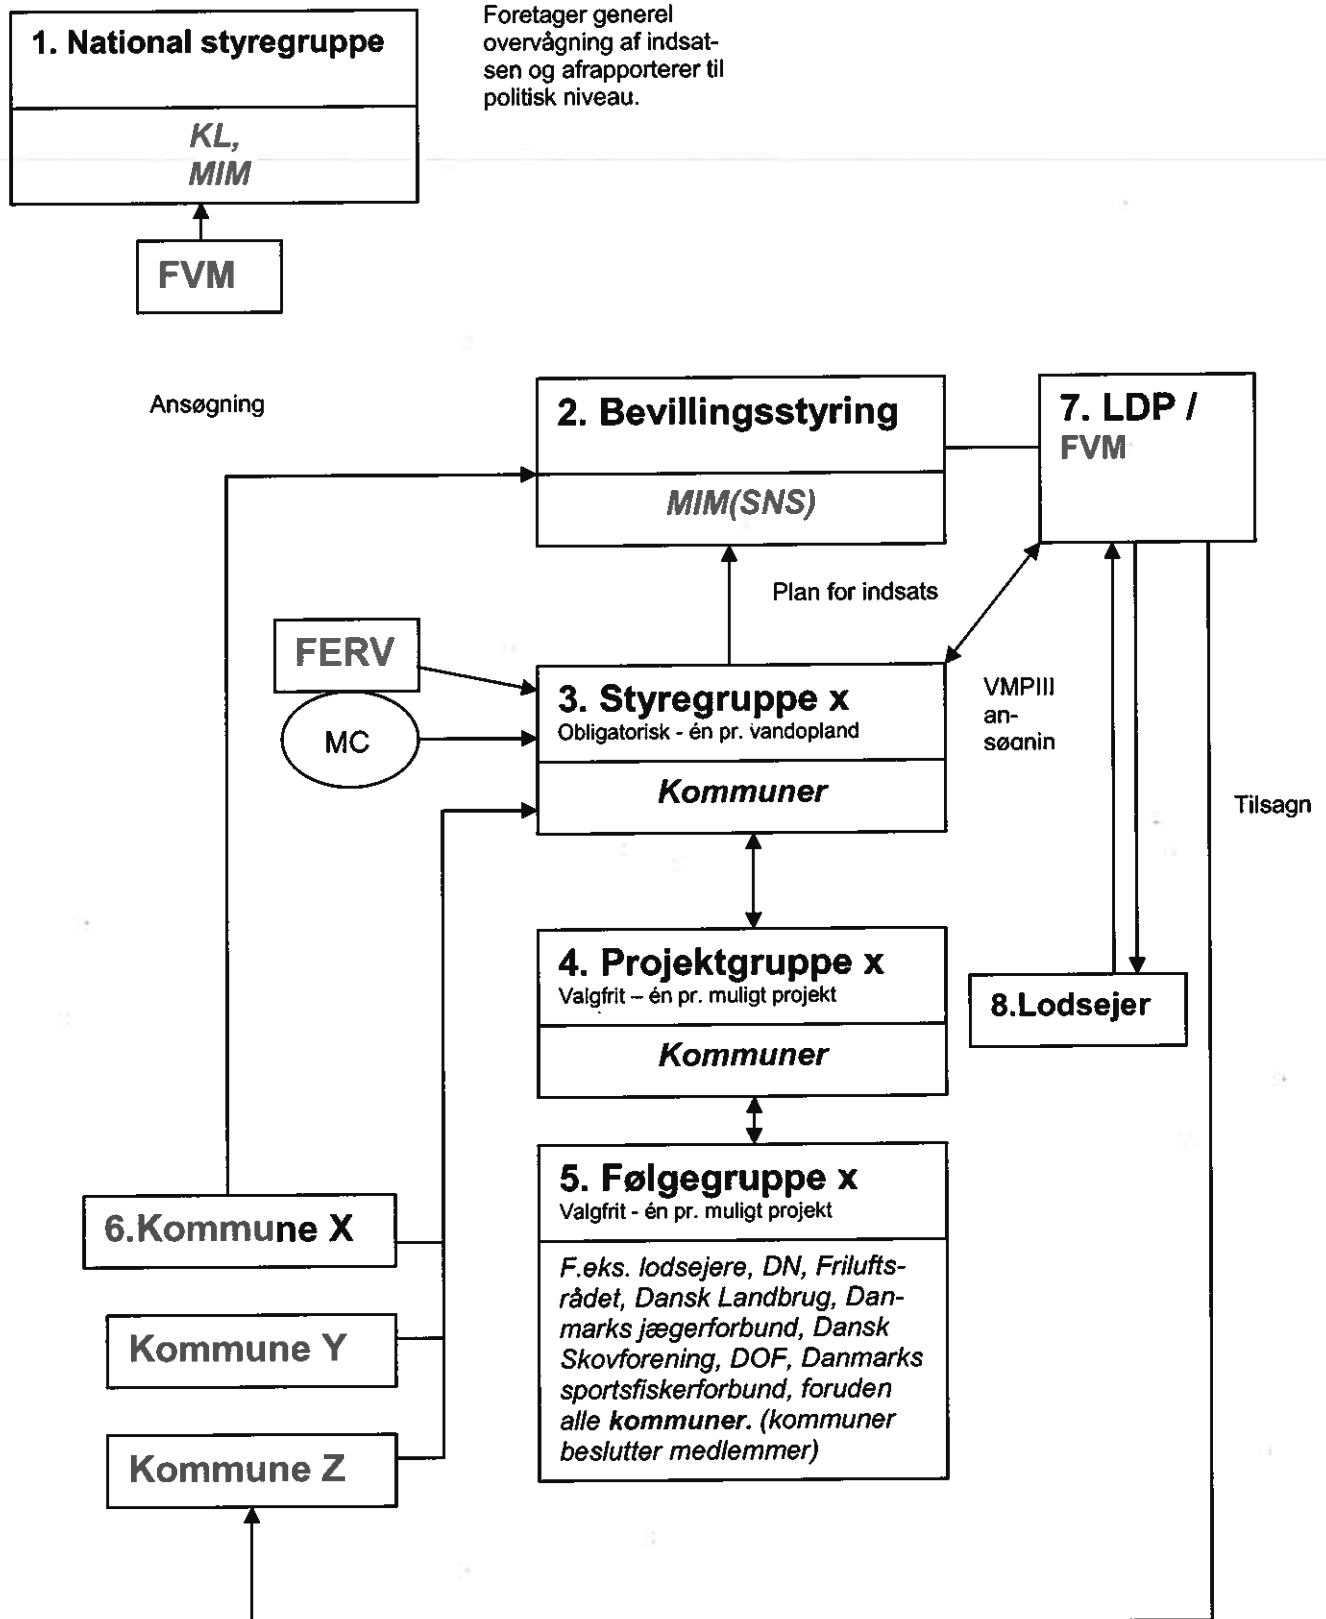 1. National styregruppe
KL,
MIM
Foretager generel
overvågning af indsat-
sen og afrapporterer til
politisk niveau.
FVM
Ansøgning
2. Bevillingsstyring
MIM(SNS)
7. LDP /
FVM
Plan for indsats
FERV
MC
3. Styregruppe x
Obligatorisk - én pr. vandopland
Kommuner
VMPIII
an-
søgnin
Tilsagn
4. Projektgruppe x
Valgfrit – én pr. muligt projekt
Kommuner
8.Lodsejer
5. Følgegruppe x
Valgfrit - én pr. muligt projekt
F.eks. lodsejere, DN, Frilufts-
rådet, Dansk Landbrug, Dan-
marks jægerforbund, Dansk
Skovforening, DOF, Danmarks
sportsfiskerforbund, foruden
alle kommuner. (kommuner
beslutter medlemmer)
6.Kommune X
Kommune Y
Kommune Z